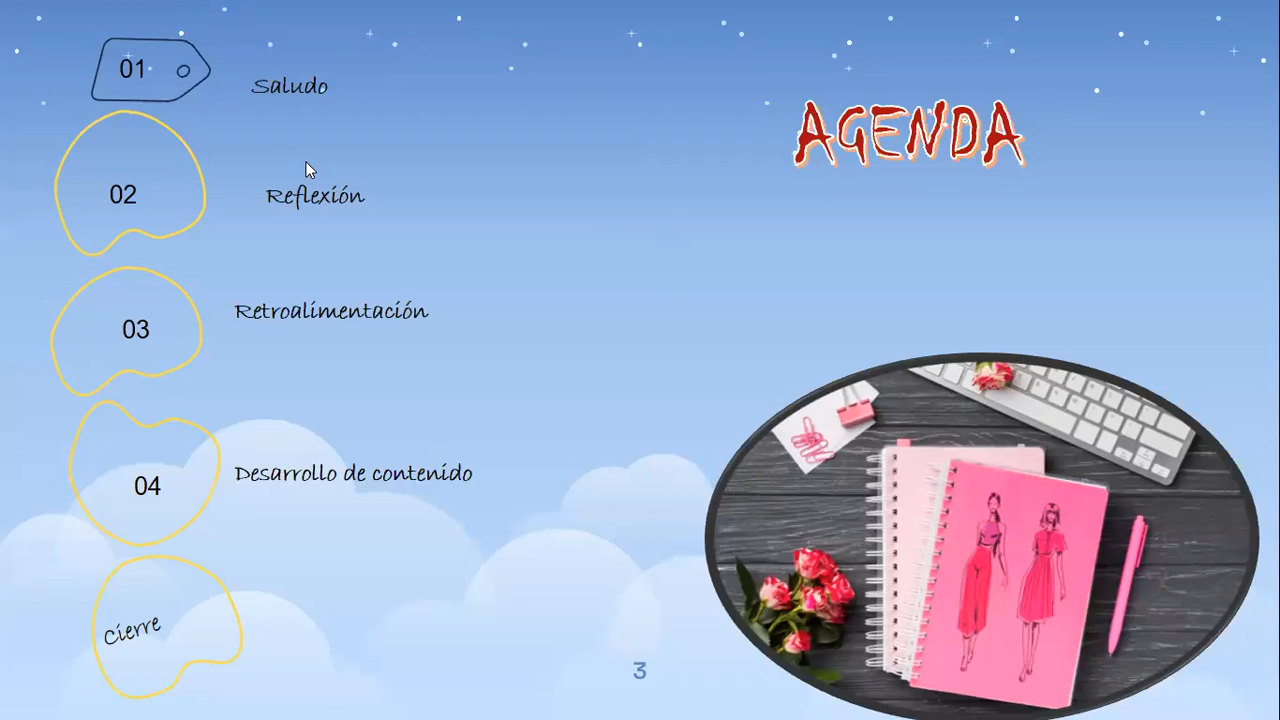 01
Saludo
AGENDA
02
Reflexión
03
Retroalimentación
04
Desarrollo de contenido
Cierre
3